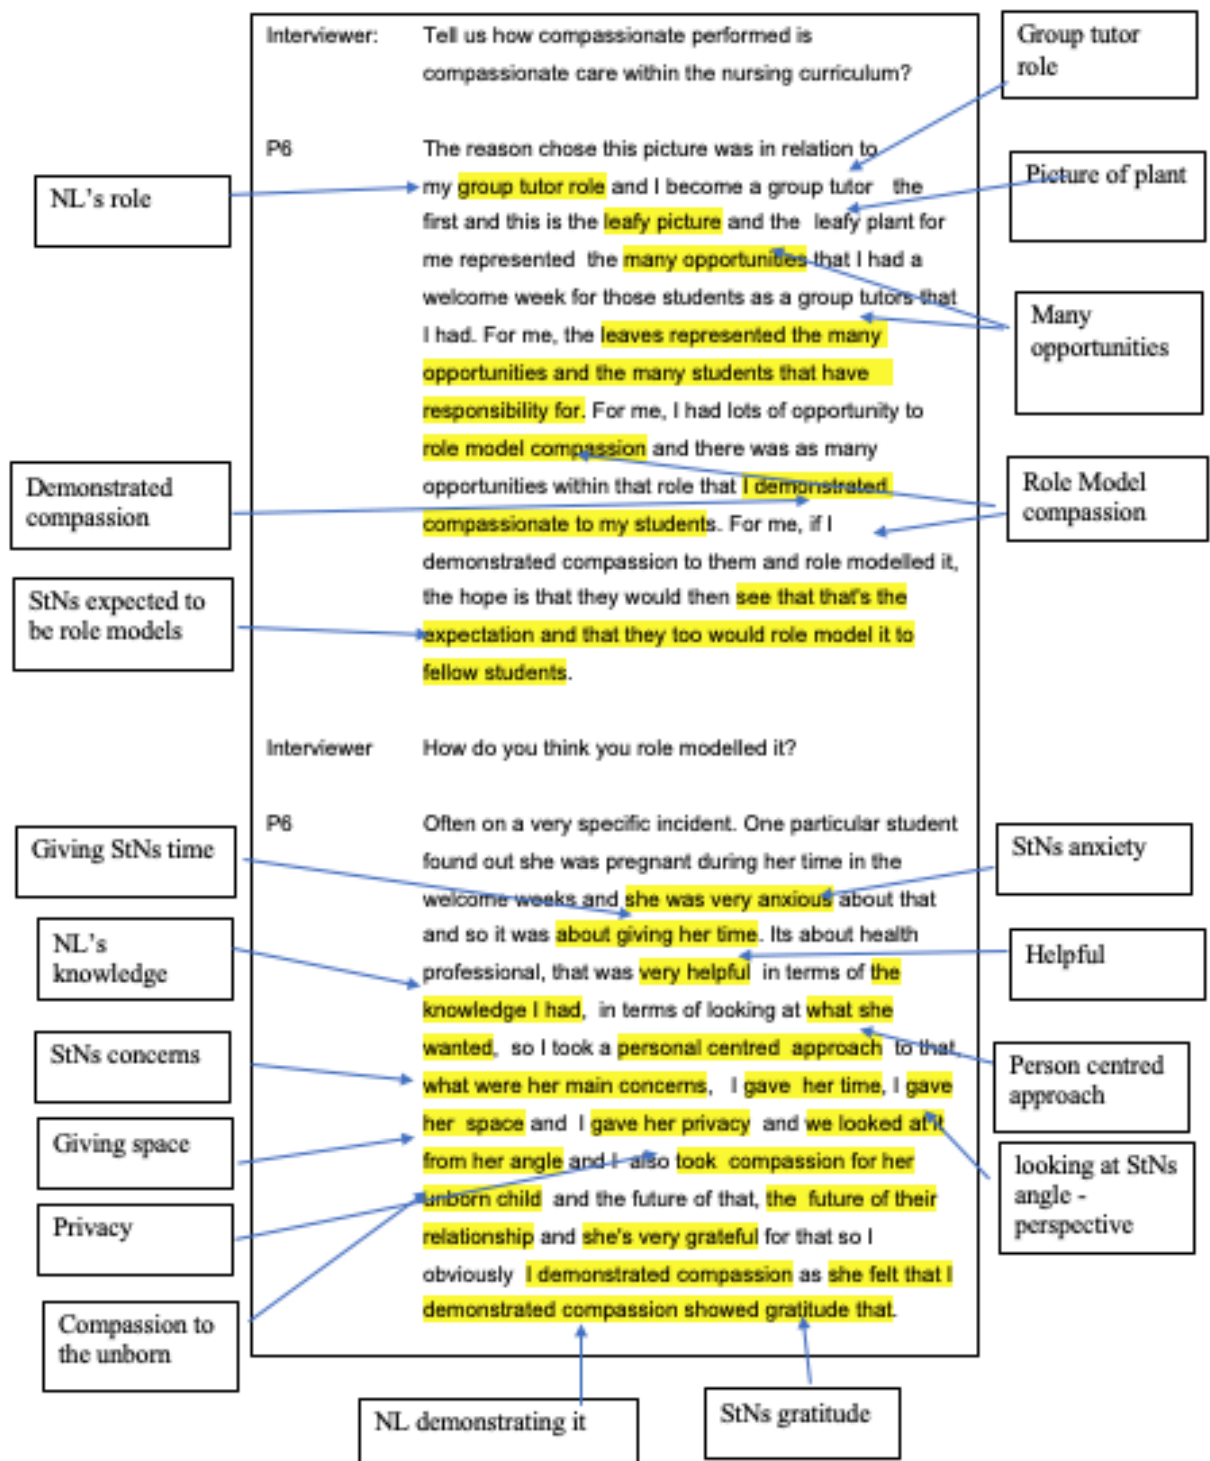 Interviewer: Tell us how compassionate performed is
compassionate care within the nursing curriculum?
P6 The reason chose this picture was in relation to
my group tutor role and I become a group tutor the
first and this is the leafy picture and the leafy plant for
me represented the many opportunities that I had a
welcome week for those students as a group tutors that
I had. For me, the leaves represented the many
opportunities and the many students that have
responsibility for. For me, I had lots of opportunity to
role model compassion and there was as many
opportunities within that role that I demonstrated
compassionate to my students. For me, if I
demonstrated compassion to them and role modelled it,
the hope is that they would then see that that's the
expectation and that they too would role model it to
fellow students.
Interviewer How do you think you role modelled it?
P6 Often on a very specific incident. One particular student
found out she was pregnant during her time in the
welcome weeks and she was very anxious about that
and so it was about giving her time. Its about health
professional, that was very helpful in terms of the
knowledge I had, in terms of looking at what she
wanted, so I took a personal centred approach to that
what were her main concerns, I gave her time, I gave
her space and I gave her privacy and we looked at it
from her angle and I also took compassion for her
unborn child and the future of that, the future of their
relationship and she's very grateful for that so I
obviously I demonstrated compassion as she felt that I
demonstrated compassion showed gratitude that.
NL's role
Demonstrated
compassion
StNs expected to
be role models
Giving StNs time
NL's
knowledge
StNs concerns
Giving space
Privacy
Compassion to
the unborn
Group tutor
role
Picture of plant
Many
opportunities
Role Model
compassion
StNs anxiety
Helpful
Person centred
approach
looking at StNs
angle -
perspective
NL demonstrating it
StNs gratitude